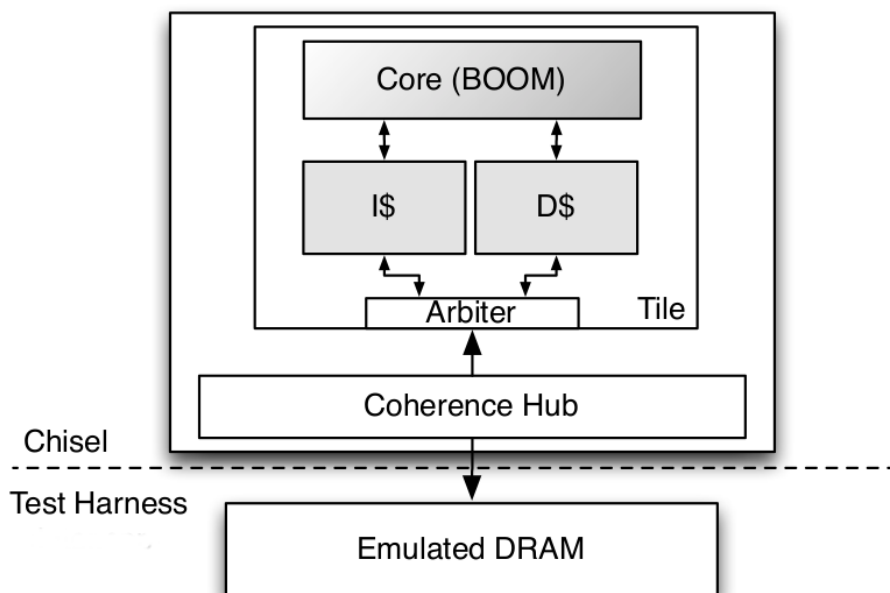 Core (BOOM)
I$
D$
Arbiter
Tile
Coherence Hub
Chisel
Test Harness
Emulated DRAM